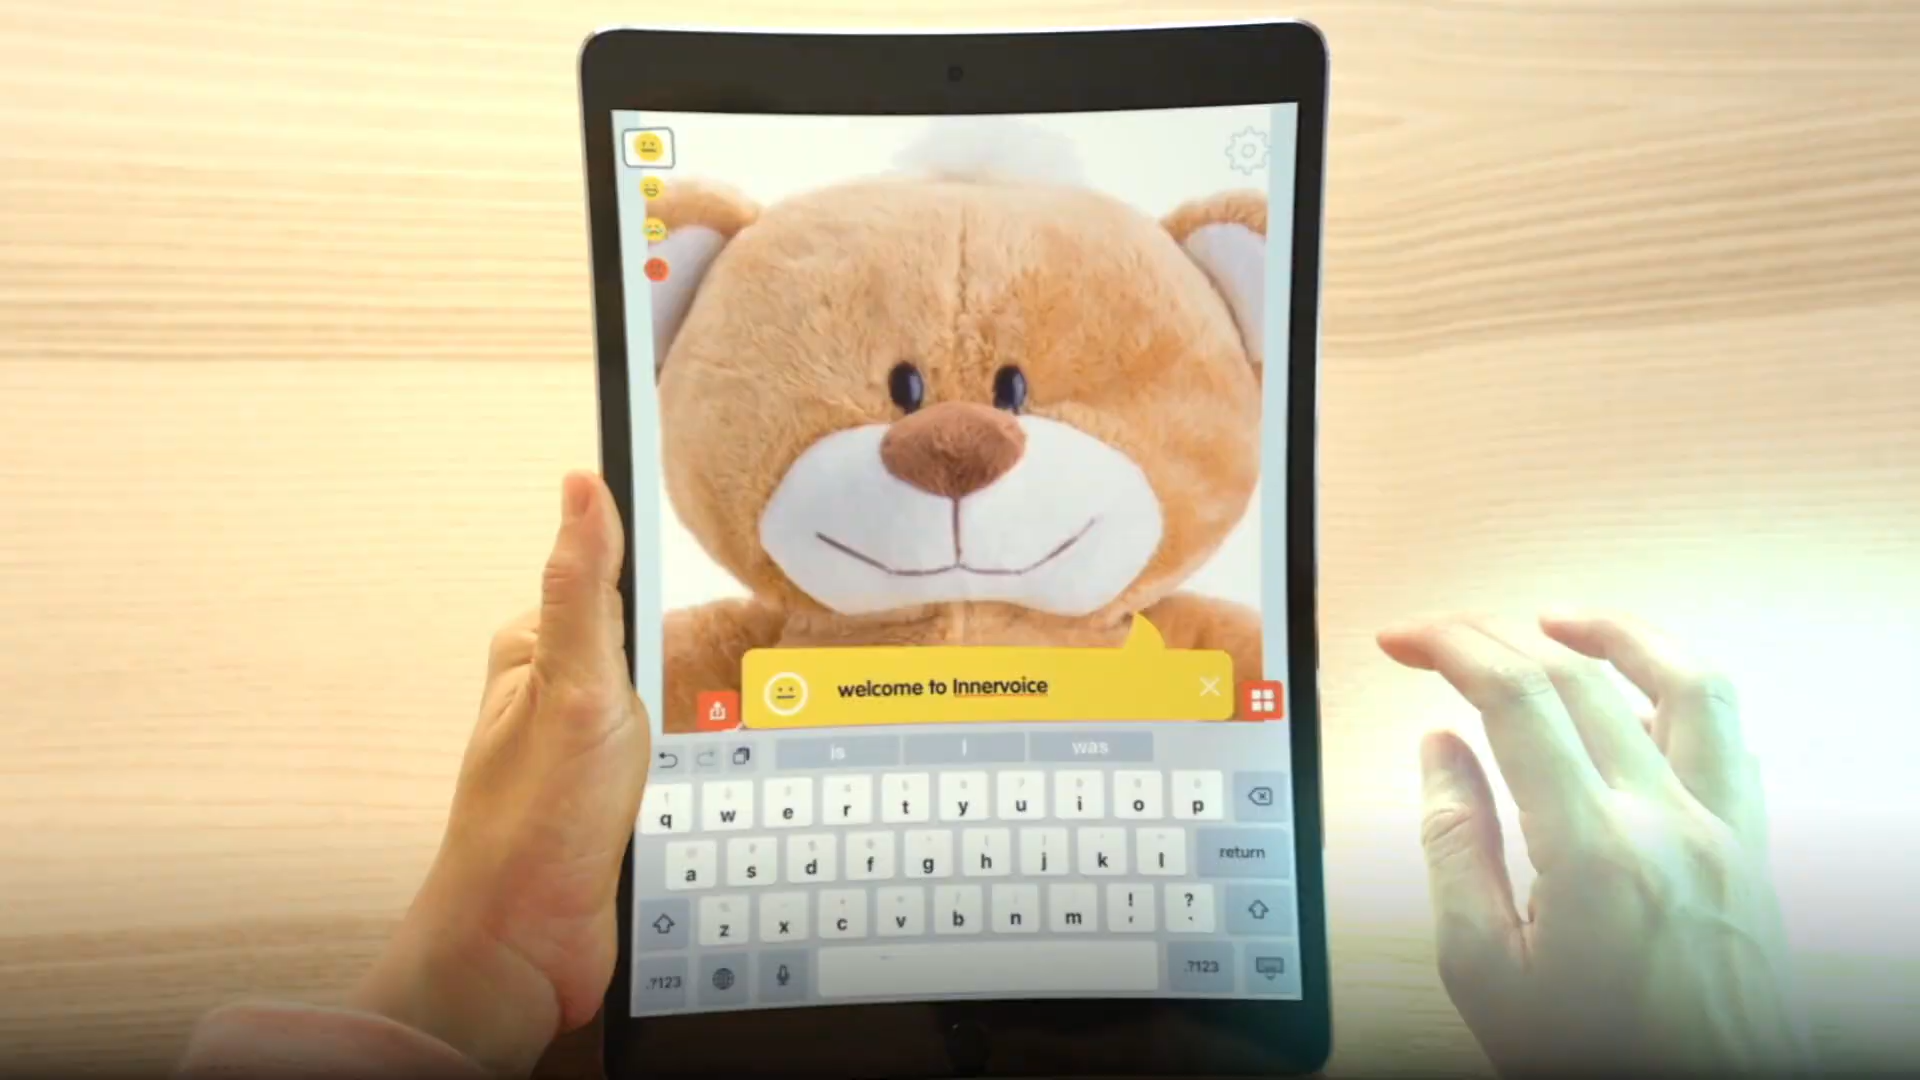 welcome to Innervoice
is I was
q w e r t y u i o p
a s d f g h j k l return
z x c v b n m ! , ? .
.?123 .?123